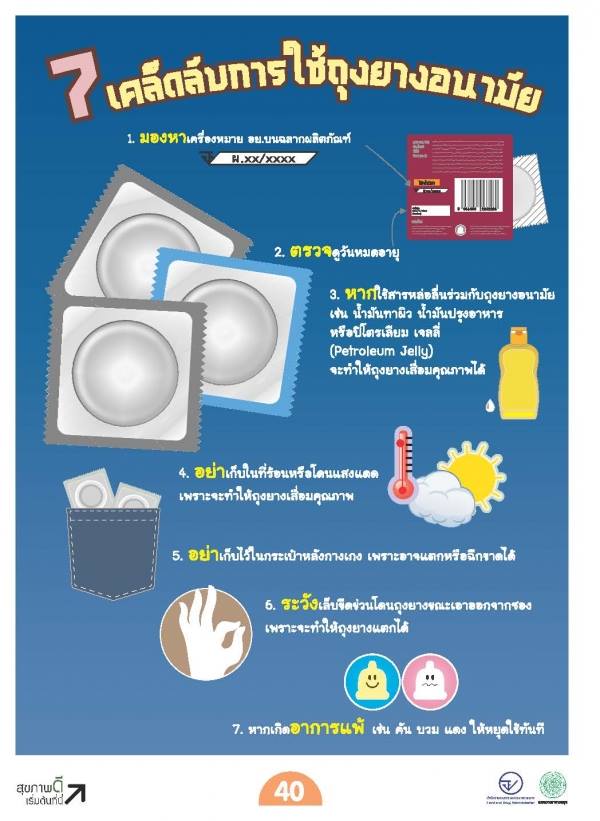 7 เคล็ดลับการใช้ถุงยางอนามัย
1. มองหาเครื่องหมาย อย.บนฉลากผลิตภัณฑ์
ผ.xx/xxxx
2. ตรวจดูวันหมดอายุ
3. หากใช้สารหล่อลื่นร่วมกับถุงยางอนามัย
เช่น น้ำมันทาผิว น้ำมันปรุงอาหาร
หรือปิโตรเลียม เจลลี่
(Petroleum Jelly)
จะทำให้ถุงยางเสื่อมคุณภาพได้
4. อย่าเก็บในที่ร้อนหรือโดนแสงแดด
เพราะจะทำให้ถุงยางเสื่อมคุณภาพ
5. อย่าเก็บไว้ในกระเป๋าหลังกางเกง เพราะอาจแตกหรือฉีกขาดได้
6. ระวังเล็บขีดข่วนโดนถุงยางขณะเอาออกจากซอง
เพราะจะทำให้ถุงยางแตกได้
7. หากเกิดอาการแพ้ เช่น คัน บวม แดง ให้หยุดใช้ทันที
สุขภาพดี
เริ่มต้นที่นี่
40